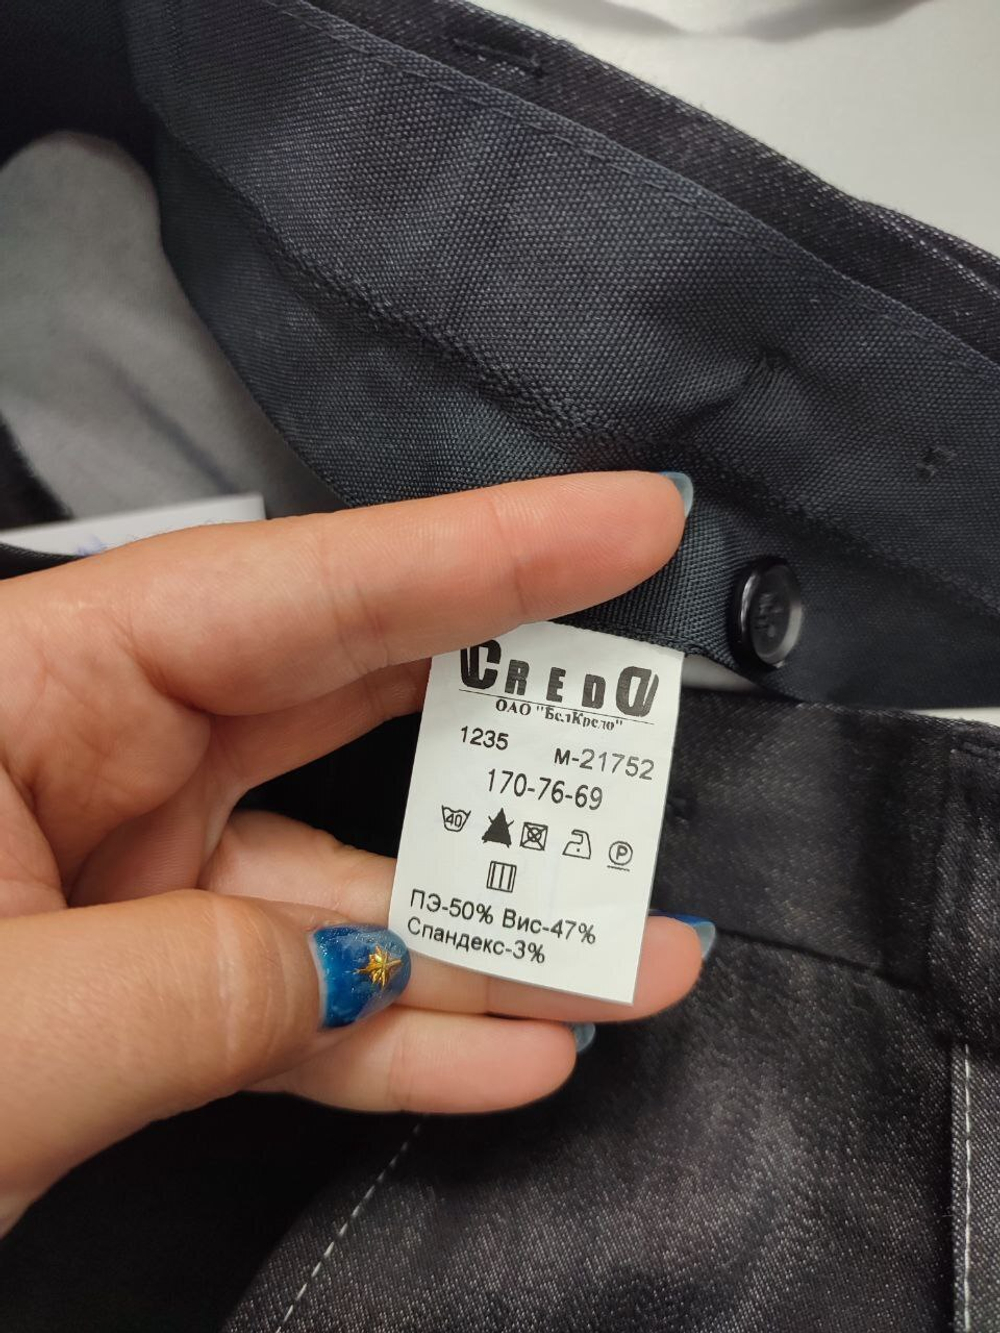 CREDO
ОАО "БелКредо"
1235 м-21752
170-76-69
40
P
ПЭ-50% Вис-47%
Спандекс-3%